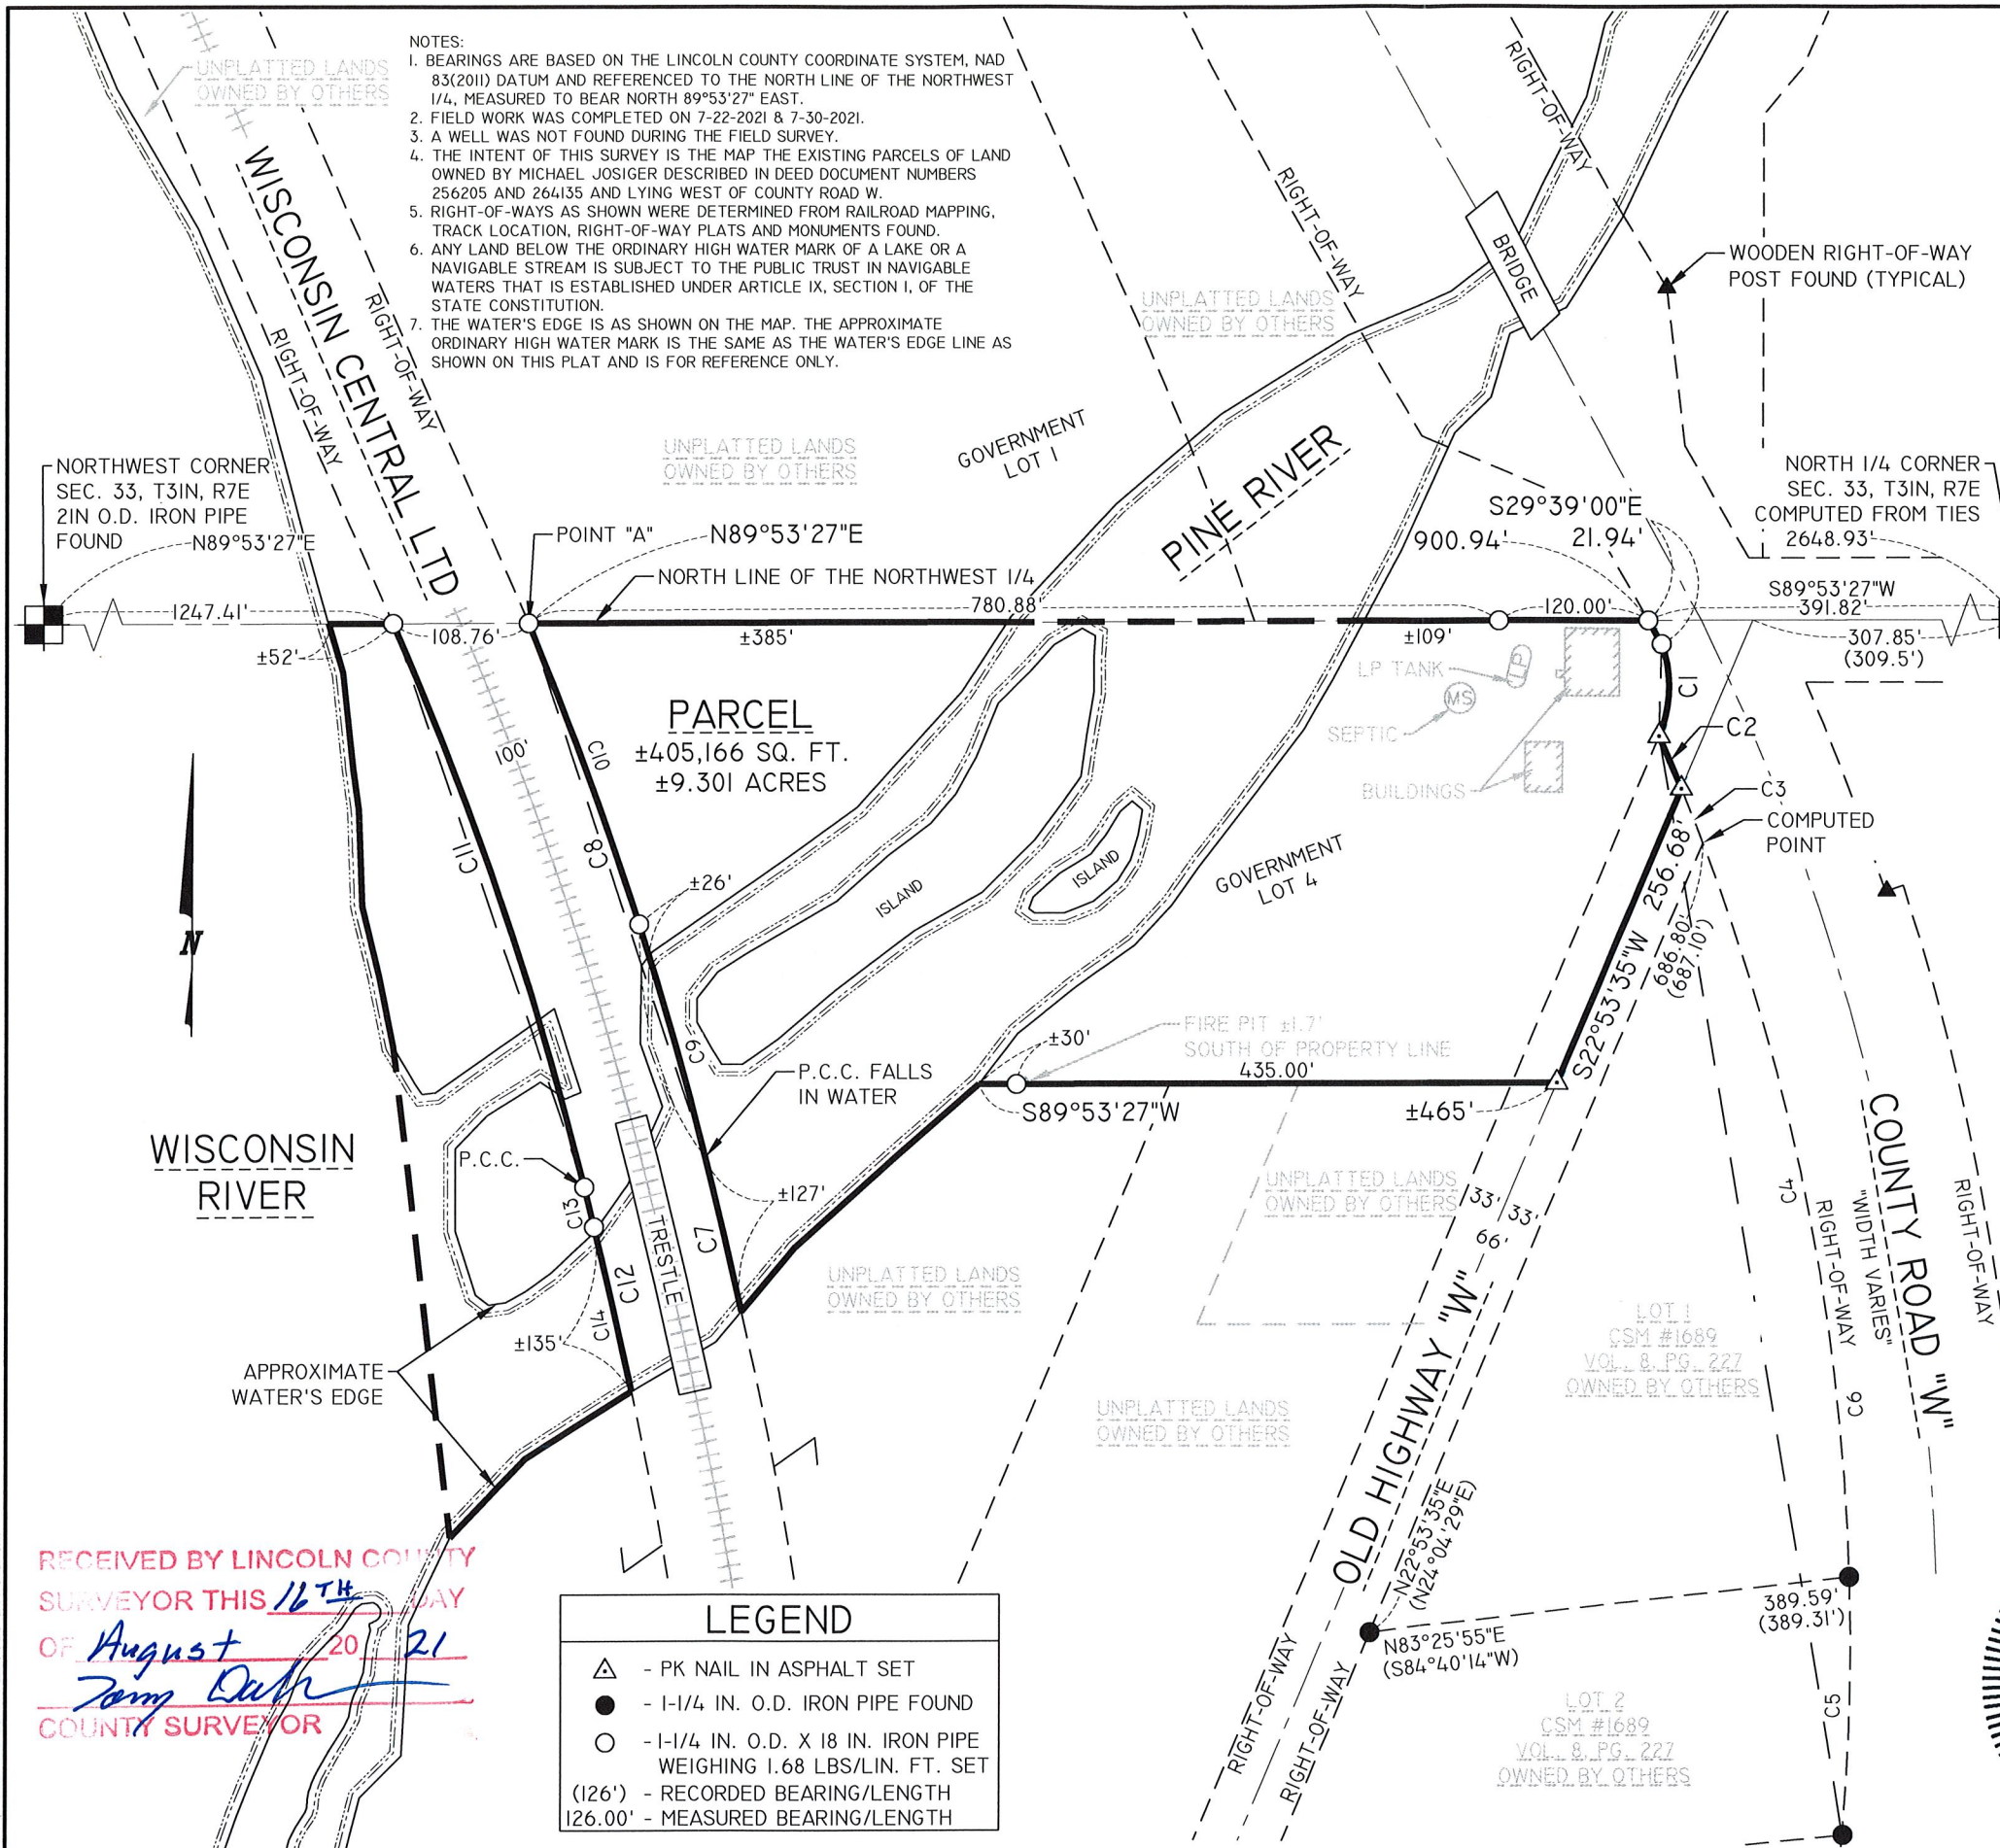 NOTES:
1. BEARINGS ARE BASED ON THE LINCOLN COUNTY COORDINATE SYSTEM, NAD
83(2011) DATUM AND REFERENCED TO THE NORTH LINE OF THE NORTHWEST
1/4, MEASURED TO BEAR NORTH 89°53'27" EAST.
2. FIELD WORK WAS COMPLETED ON 7-22-2021 & 7-30-2021.
3. A WELL WAS NOT FOUND DURING THE FIELD SURVEY.
4. THE INTENT OF THIS SURVEY IS THE MAP THE EXISTING PARCELS OF LAND
OWNED BY MICHAEL JOSIGER DESCRIBED IN DEED DOCUMENT NUMBERS
256205 AND 264135 AND LYING WEST OF COUNTY ROAD W.
5. RIGHT-OF-WAYS AS SHOWN WERE DETERMINED FROM RAILROAD MAPPING,
TRACK LOCATION, RIGHT-OF-WAY PLATS AND MONUMENTS FOUND.
6. ANY LAND BELOW THE ORDINARY HIGH WATER MARK OF A LAKE OR A
NAVIGABLE STREAM IS SUBJECT TO THE PUBLIC TRUST IN NAVIGABLE
WATERS THAT IS ESTABLISHED UNDER ARTICLE IX, SECTION 1, OF THE
STATE CONSTITUTION.
7. THE WATER'S EDGE IS AS SHOWN ON THE MAP. THE APPROXIMATE
ORDINARY HIGH WATER MARK IS THE SAME AS THE WATER'S EDGE LINE AS
SHOWN ON THIS PLAT AND IS FOR REFERENCE ONLY.
UNPLATTED LANDS
OWNED BY OTHERS
WISCONSIN CENTRAL LTD
RIGHT-OF-WAY
RIGHT-OF-WAY
RIGHT-OF-WAY
RIGHT-OF-WAY
BRIDGE
WOODEN RIGHT-OF-WAY
POST FOUND (TYPICAL)
UNPLATTED LANDS
OWNED BY OTHERS
UNPLATTED LANDS
OWNED BY OTHERS
GOVERNMENT
LOT 1
PINE RIVER
NORTHWEST CORNER
SEC. 33, T31N, R7E
2IN O.D. IRON PIPE
FOUND
N89°53'27"E
POINT "A"
N89°53'27"E
NORTH LINE OF THE NORTHWEST 1/4
S29°39'00"E
21.94'
900.94'
NORTH 1/4 CORNER
SEC. 33, T31N, R7E
COMPUTED FROM TIES
2648.93'
S89°53'27"W
391.82'
307.85'
(309.5')
1247.41'
±52'
108.76'
780.88'
±385'
±109'
120.00'
LP TANK
LP
MS
SEPTIC
BUILDINGS
C1
C2
C3
COMPUTED
POINT
PARCEL
±405,166 SQ. FT.
±9.301 ACRES
100'
C10
C11
C8
±26'
ISLAND
ISLAND
GOVERNMENT
LOT 4
N
S22°53'35"W 256.68'
686.80'
(687.10')
C9
P.C.C. FALLS
IN WATER
FIRE PIT ±1.7'
SOUTH OF PROPERTY LINE
±30'
435.00'
S89°53'27"W
±465'
WISCONSIN
RIVER
P.C.C.
C13
TRESTLE
C7
±127'
C12
C14
±135'
APPROXIMATE
WATER'S EDGE
UNPLATTED LANDS
OWNED BY OTHERS
UNPLATTED LANDS
OWNED BY OTHERS
UNPLATTED LANDS
OWNED BY OTHERS
33' 33'
66'
OLD HIGHWAY "W"
C4
RIGHT-OF-WAY
"WIDTH VARIES"
COUNTY ROAD "W"
RIGHT-OF-WAY
C6
LOT 1
CSM #1689
VOL. 8, PG. 227
OWNED BY OTHERS
N22°53'35"E
(N24°04'29"E)
N83°25'55"E
(S84°40'14"W)
389.59'
(389.31')
RIGHT-OF-WAY
RIGHT-OF-WAY
C5
LOT 2
CSM #1689
VOL. 8, PG. 227
OWNED BY OTHERS
RECEIVED BY LINCOLN COUNTY
SURVEYOR THIS 16TH DAY
OF August 20 21
COUNTY SURVEYOR
LEGEND
- PK NAIL IN ASPHALT SET
- 1-1/4 IN. O.D. IRON PIPE FOUND
- 1-1/4 IN. O.D. X 18 IN. IRON PIPE
WEIGHING 1.68 LBS/LIN. FT. SET
(126') - RECORDED BEARING/LENGTH
126.00' - MEASURED BEARING/LENGTH